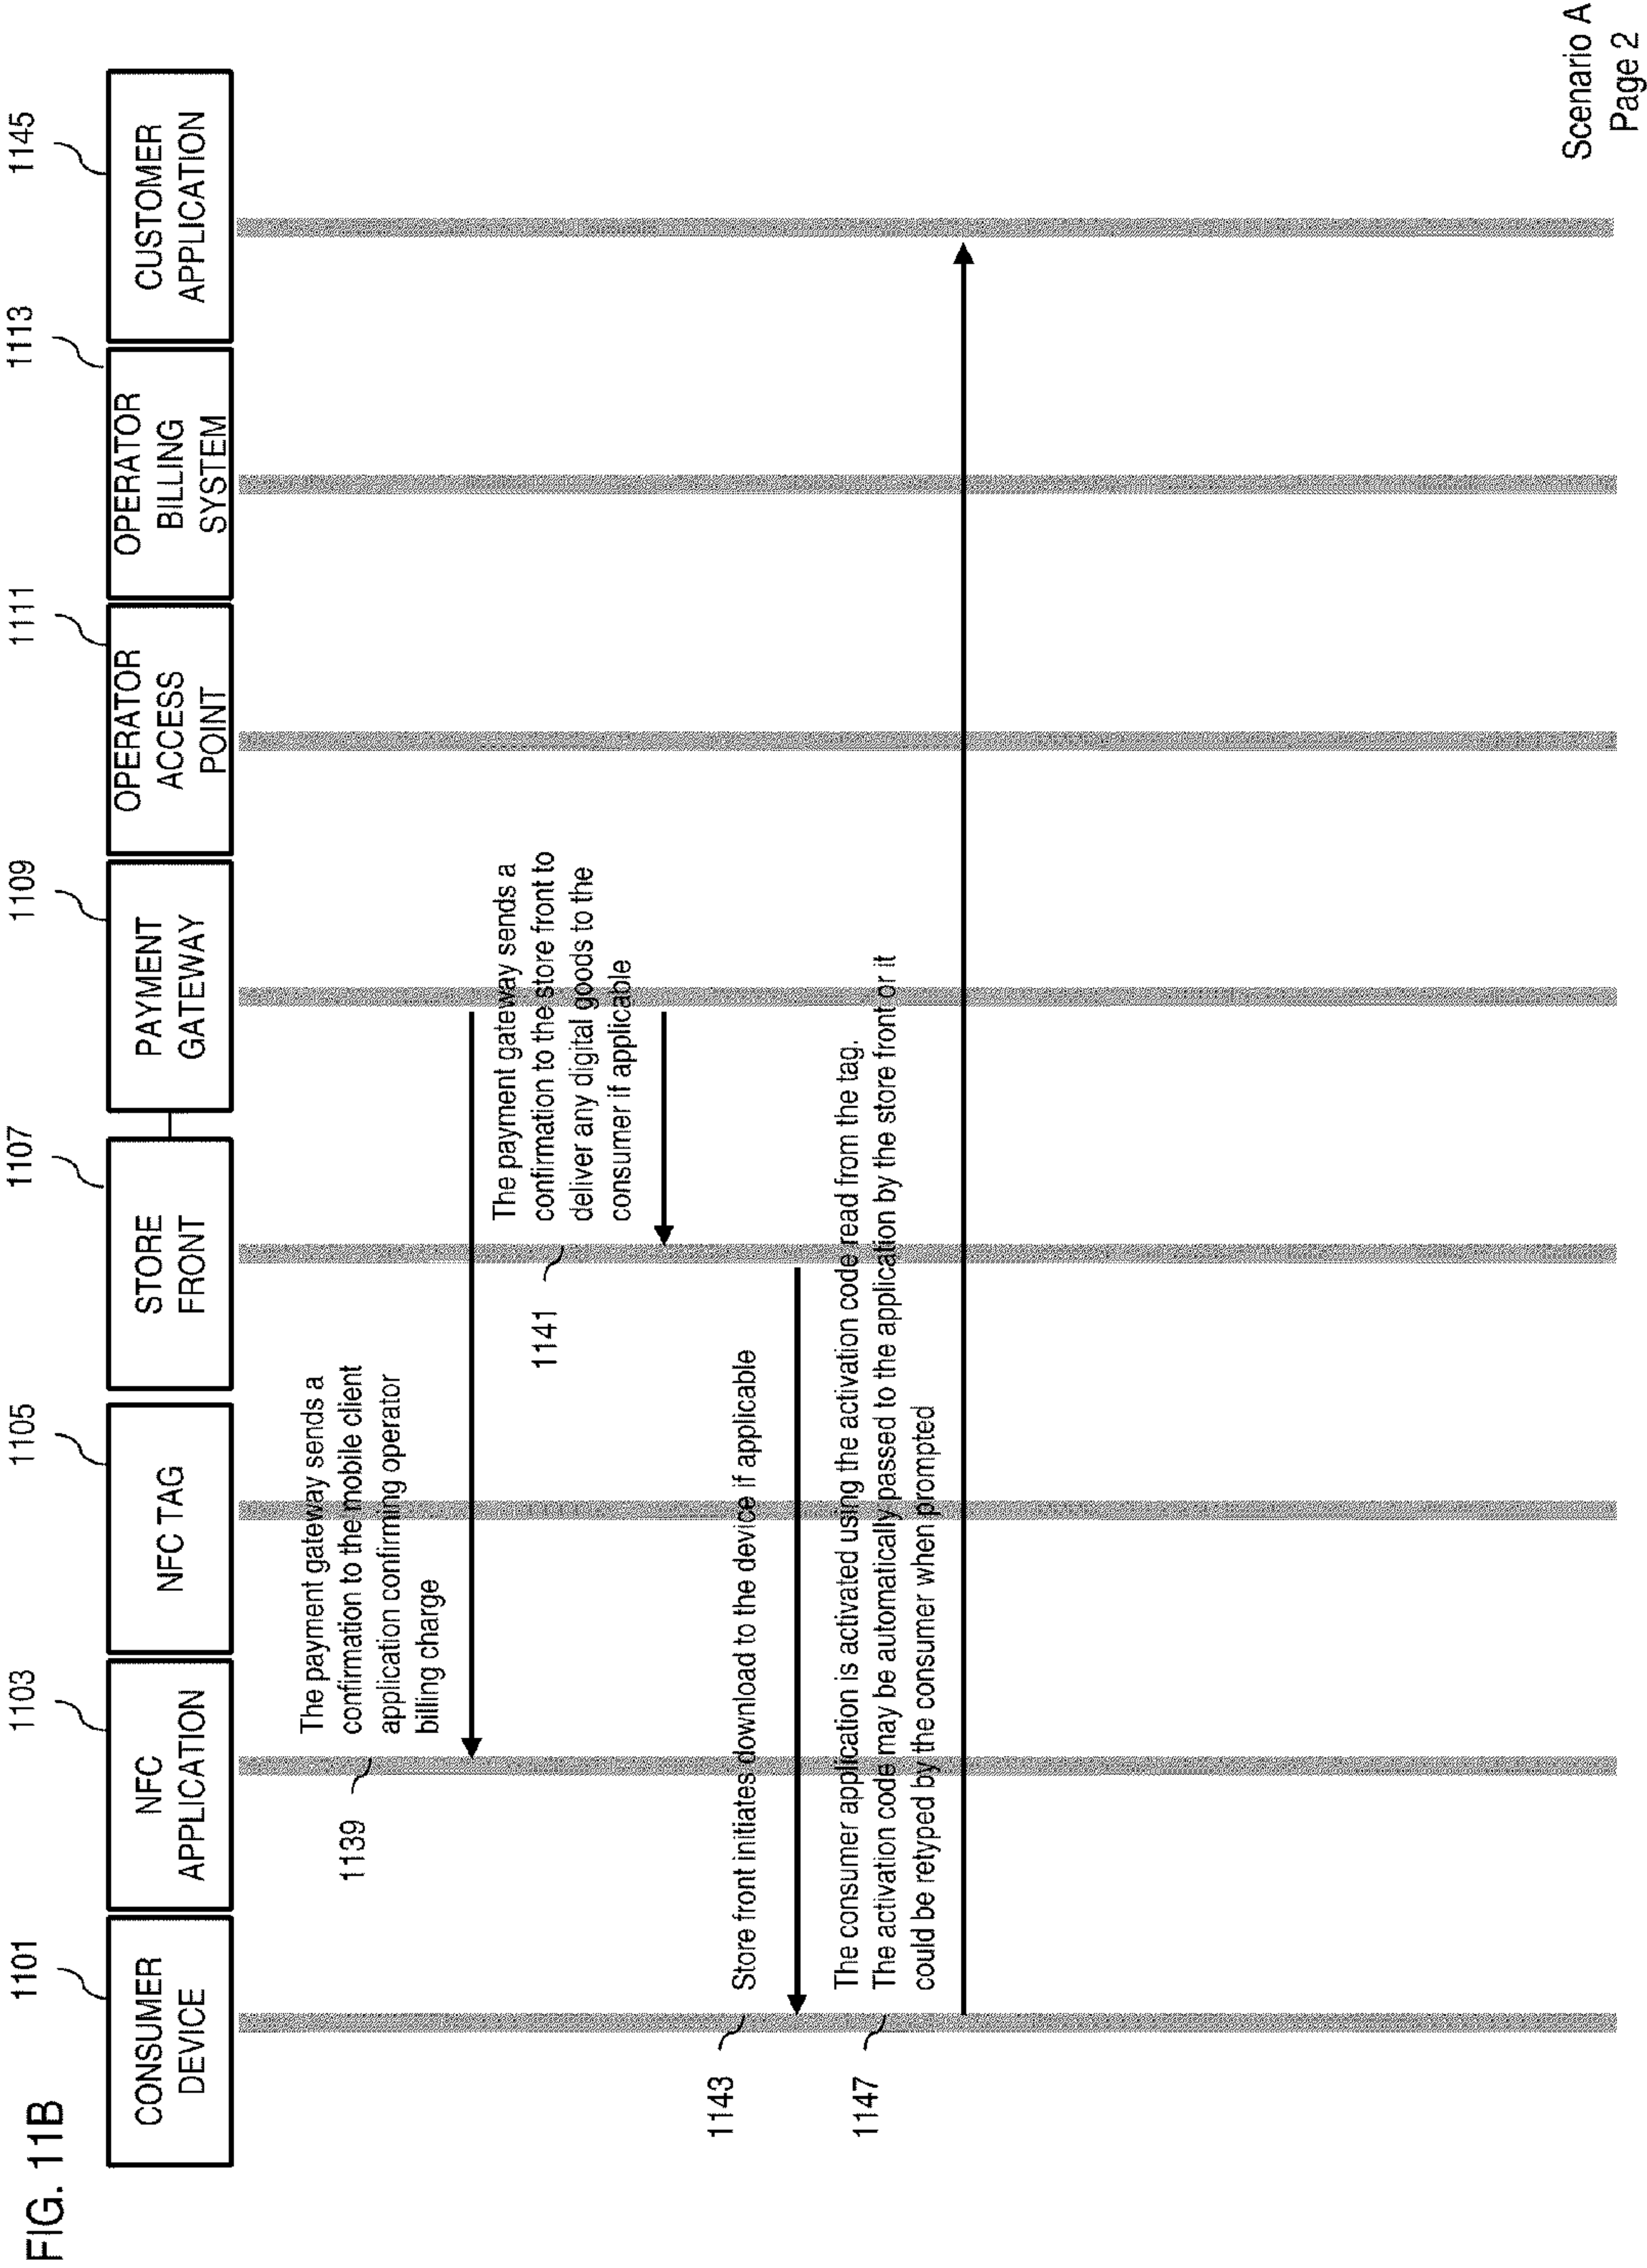 FIG. 11B
1101
CONSUMER
DEVICE
1103
NFC
APPLICATION
1105
NFC TAG
1107
STORE
FRONT
1109
PAYMENT
GATEWAY
1111
OPERATOR
ACCESS
POINT
1113
OPERATOR
BILLING
SYSTEM
1145
CUSTOMER
APPLICATION
1139
The payment gateway sends a
confirmation to the mobile client
application confirming operator
billing charge
1141
The payment gateway sends a
confirmation to the store front to
deliver any digital goods to the
consumer if applicable
1143
Store front initiates download to the device if applicable
1147
The consumer application is activated using the activation code read from the tag.
The activation code may be automatically passed to the application by the store front or it
could be retyped by the consumer when prompted
Scenario A
Page 2